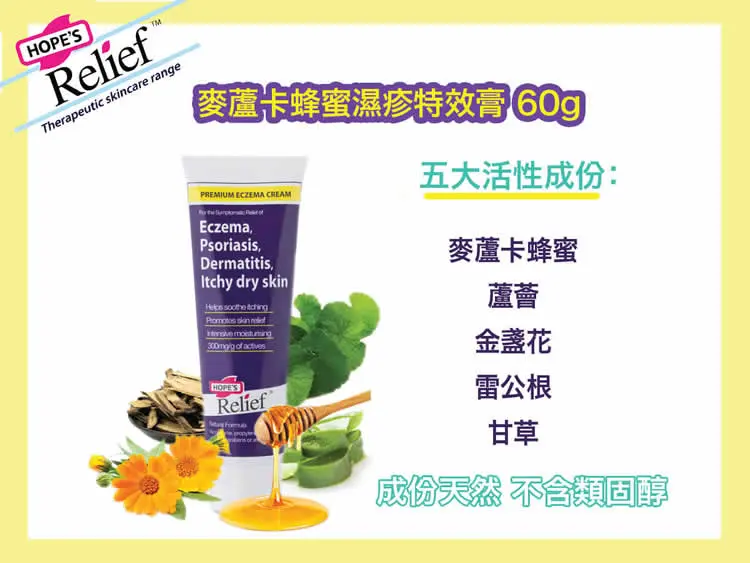 HOPE'S
Relief™
Therapeutic skincare range
麥蘆卡蜂蜜濕疹特效膏 60g
五大活性成份：
麥蘆卡蜂蜜
蘆薈
金盞花
雷公根
甘草
成份天然 不含類固醇
PREMIUM ECZEMA CREAM
For the Symptomatic Relief of
Eczema,
Psoriasis,
Dermatitis,
Itchy dry skin
Helps soothe itching
Promotes skin relief
Intensive moisturising
300mg/g of actives
HOPE'S
Relief™
Natural Formula